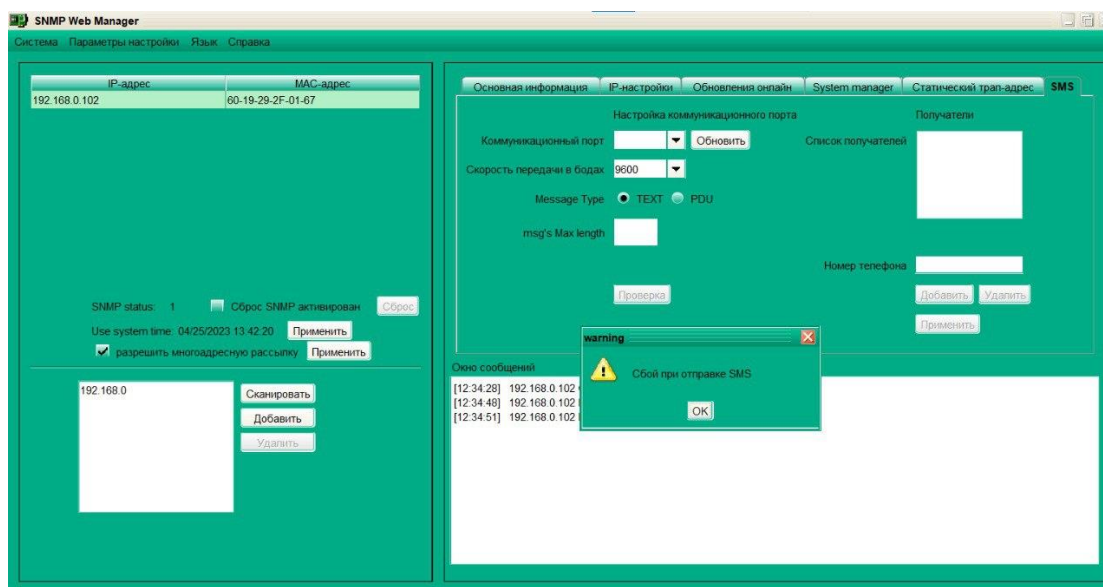 SNMP Web Manager
Система Параметры настройки Язык Справка
IP-адрес MAC-адрес
192.168.0.102 60-19-29-2F-01-67
SNMP status: 1 Сброс SNMP активирован Сброс
Use system time: 04/25/2023 13:42:20 Применить
разрешить многоадресную рассылку Применить
192.168.0
Сканировать
Добавить
Удалить
Основная информация IP-настройки Обновления онлайн System manager Статический трап-адрес SMS
Настройка коммуникационного порта Получатели
Коммуникационный порт Обновить Список получателей
Скорость передачи в бодах 9600
Message Type TEXT PDU
msg's Max length
Номер телефона
Проверка Добавить Удалить
Применить
warning
Сбой при отправке SMS
OK
Окно сообщений
[12:34:28] 192.168.0.102
[12:34:48] 192.168.0.102
[12:34:51] 192.168.0.102